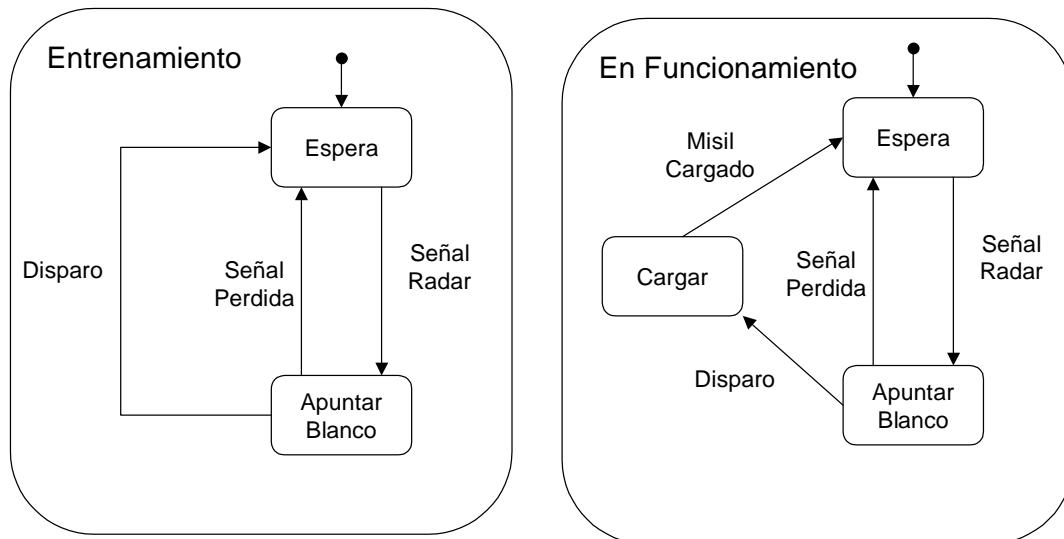 Entrenamiento
Espera
Disparo
Señal
Perdida
Señal
Radar
Apuntar
Blanco
En Funcionamiento
Misil
Cargado
Espera
Cargar
Señal
Perdida
Señal
Radar
Disparo
Apuntar
Blanco